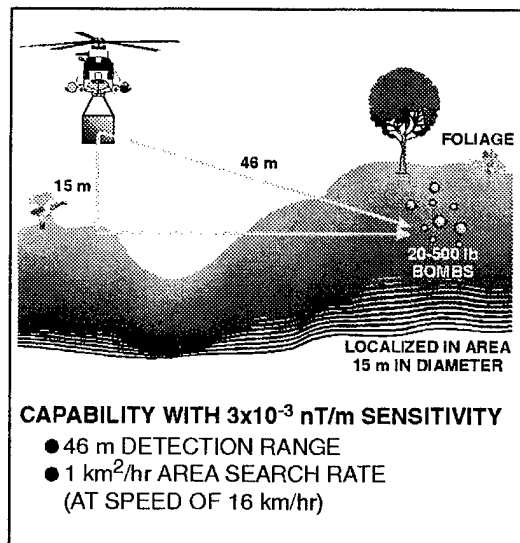 46 m
15 m
FOLIAGE
20-500 lb
BOMBS
LOCALIZED IN AREA
15 m IN DIAMETER
CAPABILITY WITH 3x10⁻³ nT/m SENSITIVITY
● 46 m DETECTION RANGE
● 1 km²/hr AREA SEARCH RATE
(AT SPEED OF 16 km/hr)